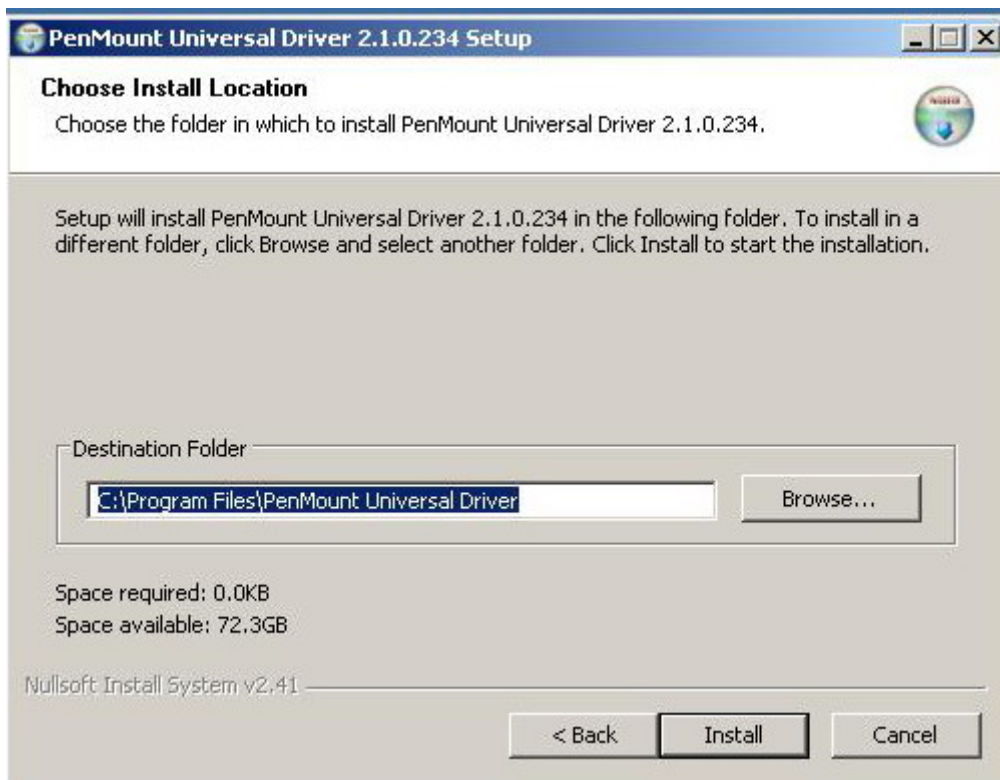 PenMount Universal Driver 2.1.0.234 Setup
Choose Install Location
Choose the folder in which to install PenMount Universal Driver 2.1.0.234.
Setup will install PenMount Universal Driver 2.1.0.234 in the following folder. To install in a
different folder, click Browse and select another folder. Click Install to start the installation.
Destination Folder
C:\Program Files\PenMount Universal Driver
Browse...
Space required: 0.0KB
Space available: 72.3GB
Nullsoft Install System v2.41
< Back
Install
Cancel